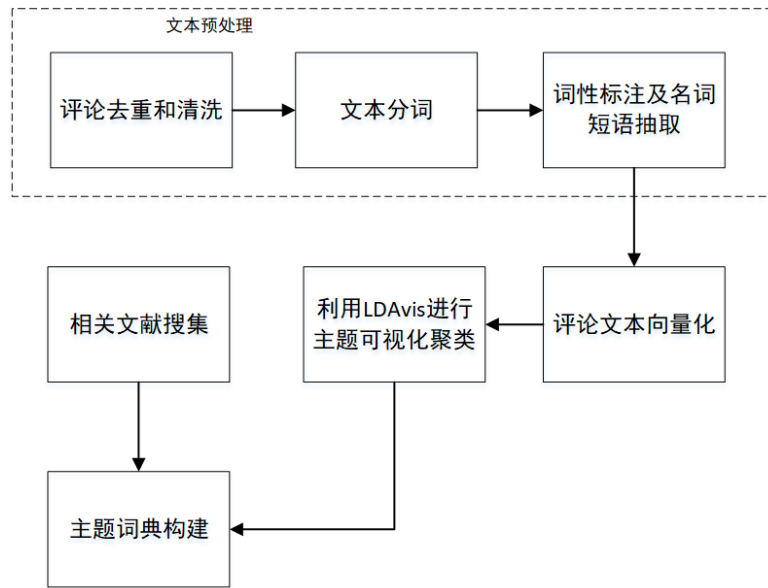 文本预处理
评论去重和清洗
文本分词
词性标注及名词
短语抽取
相关文献搜集
利用LDAvis进行
主题可视化聚类
评论文本向量化
主题词典构建